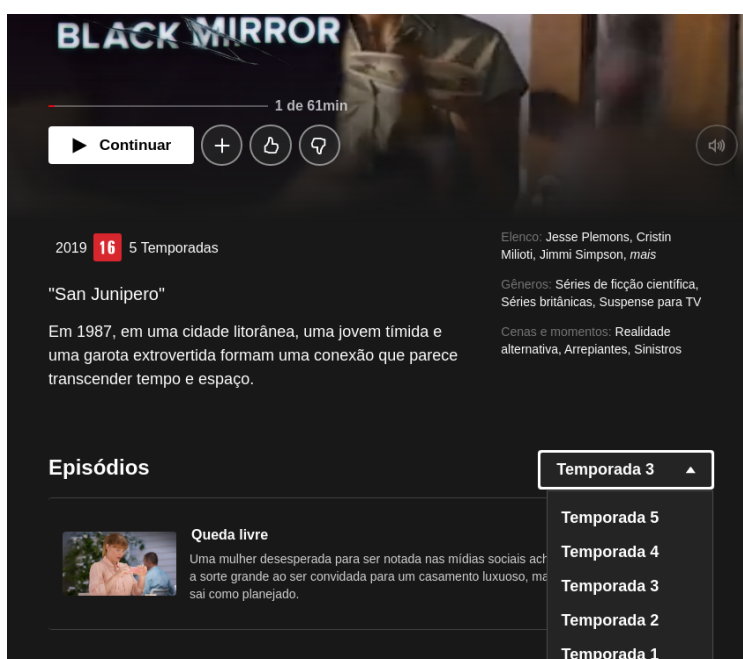 BLACK MIRROR
1 de 61min
Continuar
2019 16 5 Temporadas
"San Junipero"
Em 1987, em uma cidade litorânea, uma jovem tímida e
uma garota extrovertida formam uma conexão que parece
transcender tempo e espaço.
Elenco: Jesse Plemons, Cristin
Milioti, Jimmi Simpson, mais
Gêneros: Séries de ficção científica,
Séries britânicas, Suspense para TV
Cenas e momentos: Realidade
alternativa, Arrepiantes, Sinistros
Episódios
Temporada 3
Temporada 5
Temporada 4
Temporada 3
Temporada 2
Temporada 1
Queda livre
Uma mulher desesperada para ser notada nas mídias sociais
a sorte grande ao ser convidada para um casamento luxuoso,
sai como planejado.